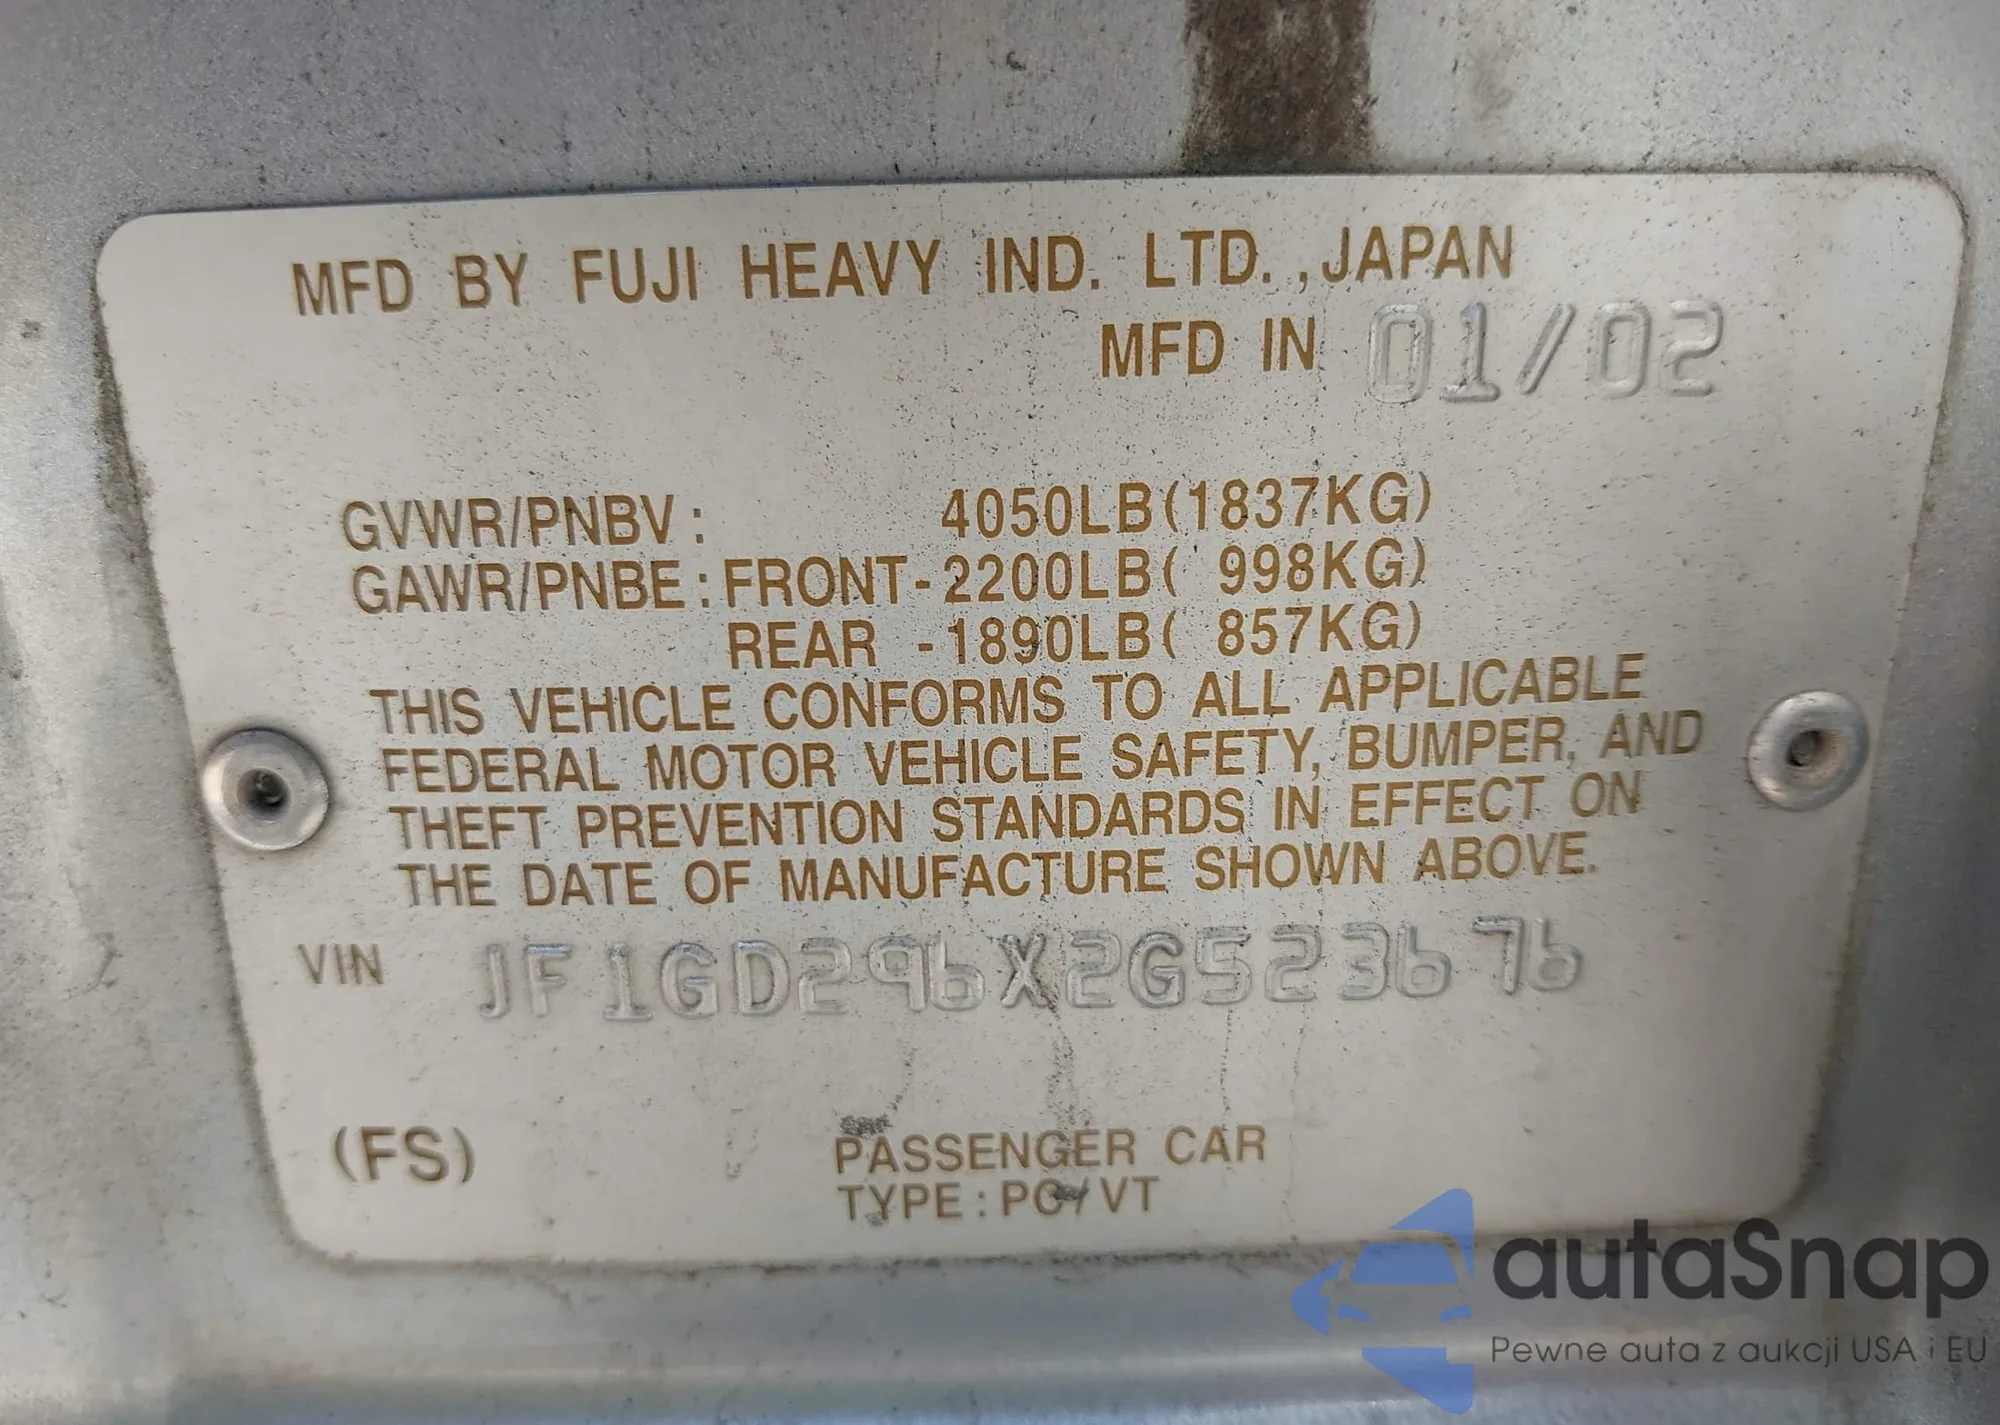 MFD BY FUJI HEAVY IND. LTD.,JAPAN
MFD IN 01/02
GVWR/PNBV: 4050LB(1837KG)
GAWR/PNBE:FRONT-2200LB( 998KG)
REAR -1890LB( 857KG)
THIS VEHICLE CONFORMS TO ALL APPLICABLE
FEDERAL MOTOR VEHICLE SAFETY, BUMPER, AND
THEFT PREVENTION STANDARDS IN EFFECT ON
THE DATE OF MANUFACTURE SHOWN ABOVE.
VIN JF1GD296X2G523676
(FS) PASSENGER CAR
TYPE:PC/VT
autaSnap
Pewne auta z aukcji USA i EU